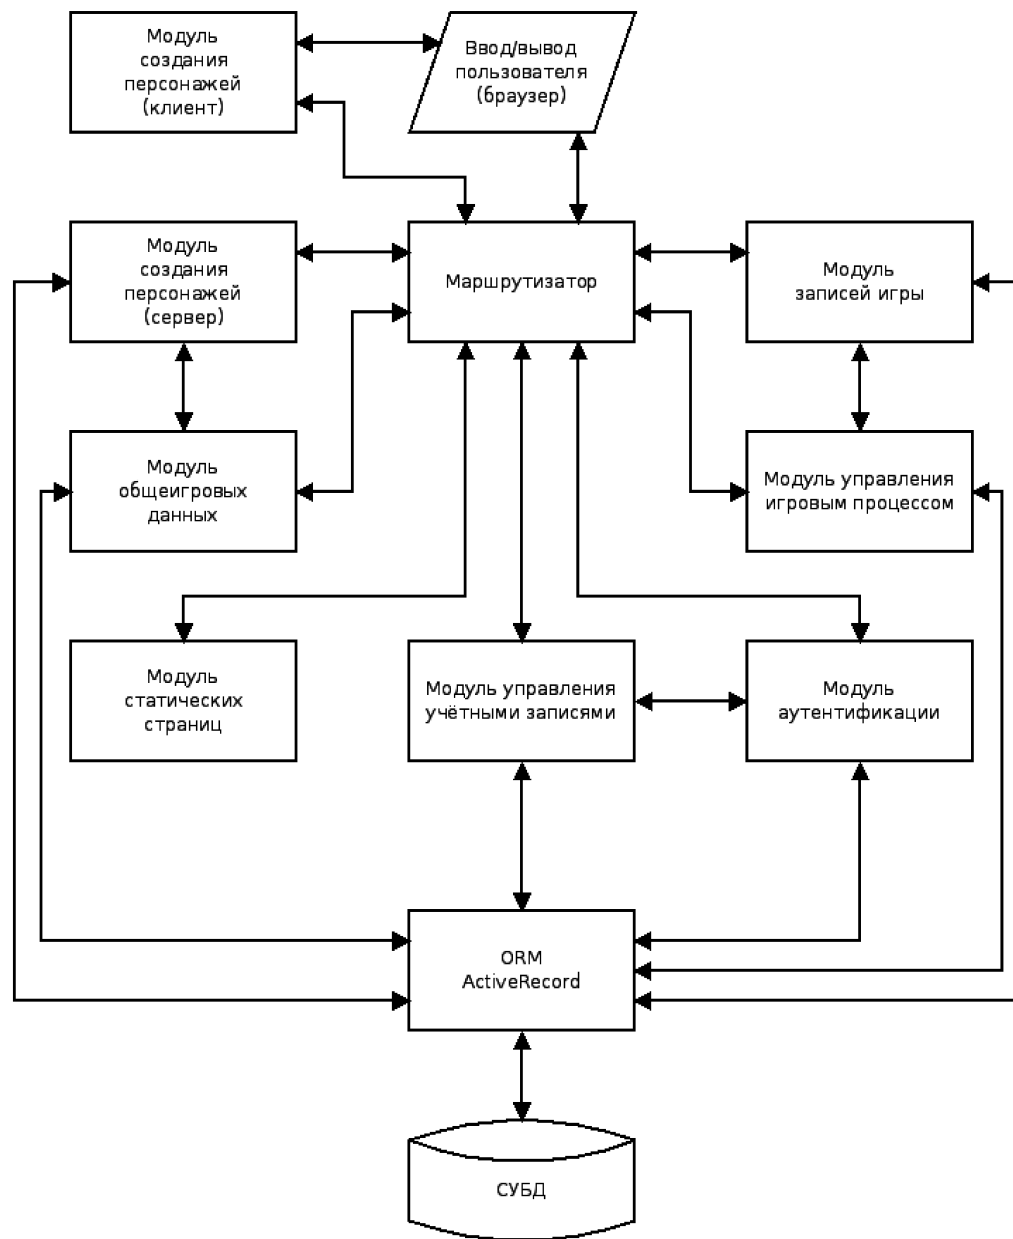 Модуль
создания
персонажей
(клиент)
Ввод/вывод
пользователя
(браузер)
Модуль
создания
персонажей
(сервер)
Маршрутизатор
Модуль
записей игры
Модуль
общеигровых
данных
Модуль управления
игровым процессом
Модуль
статических
страниц
Модуль управления
учётными записями
Модуль
аутентификации
ORM
ActiveRecord
СУБД